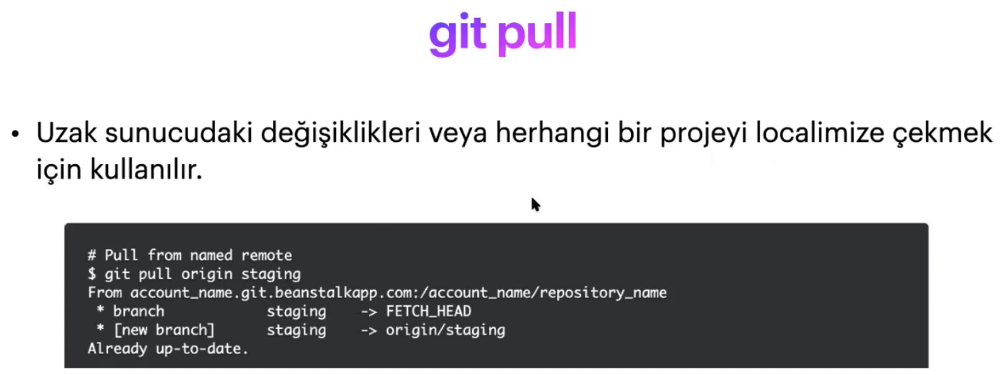 git pull
• Uzak sunucudaki değişiklikleri veya herhangi bir projeyi localimize çekmek
için kullanılır.
# Pull from named remote
$ git pull origin staging
From account_name.git.beanstalkapp.com:/account_name/repository_name
 * branch            staging    -> FETCH_HEAD
 * [new branch]      staging    -> origin/staging
Already up-to-date.